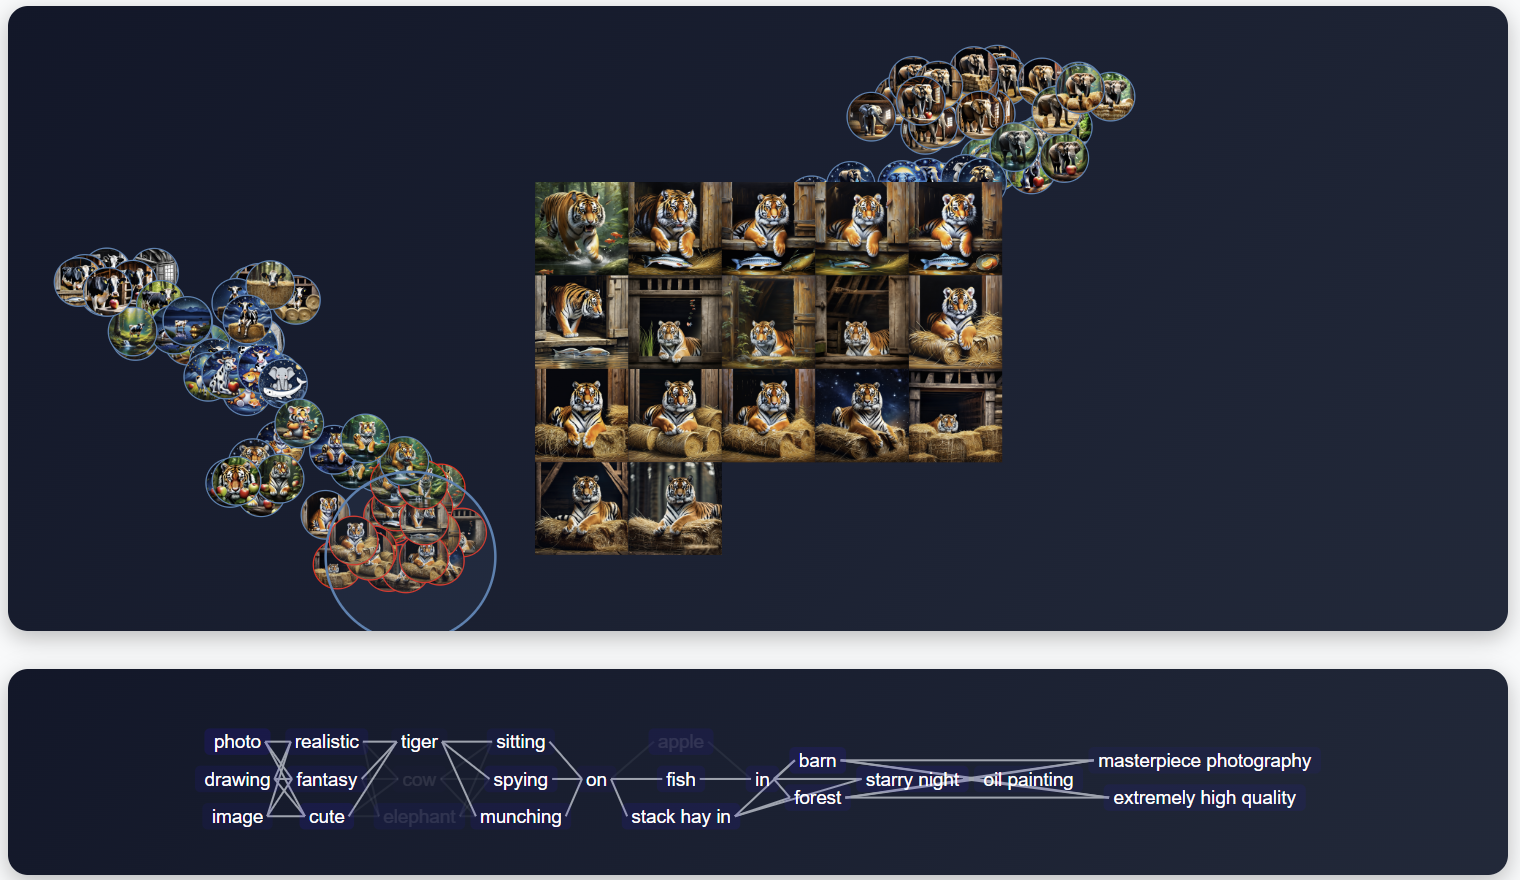 photo realistic tiger sitting apple
barn masterpiece photography
drawing fantasy cow spying on fish in starry night oil painting
forest extremely high quality
image cute elephant munching stack hay in